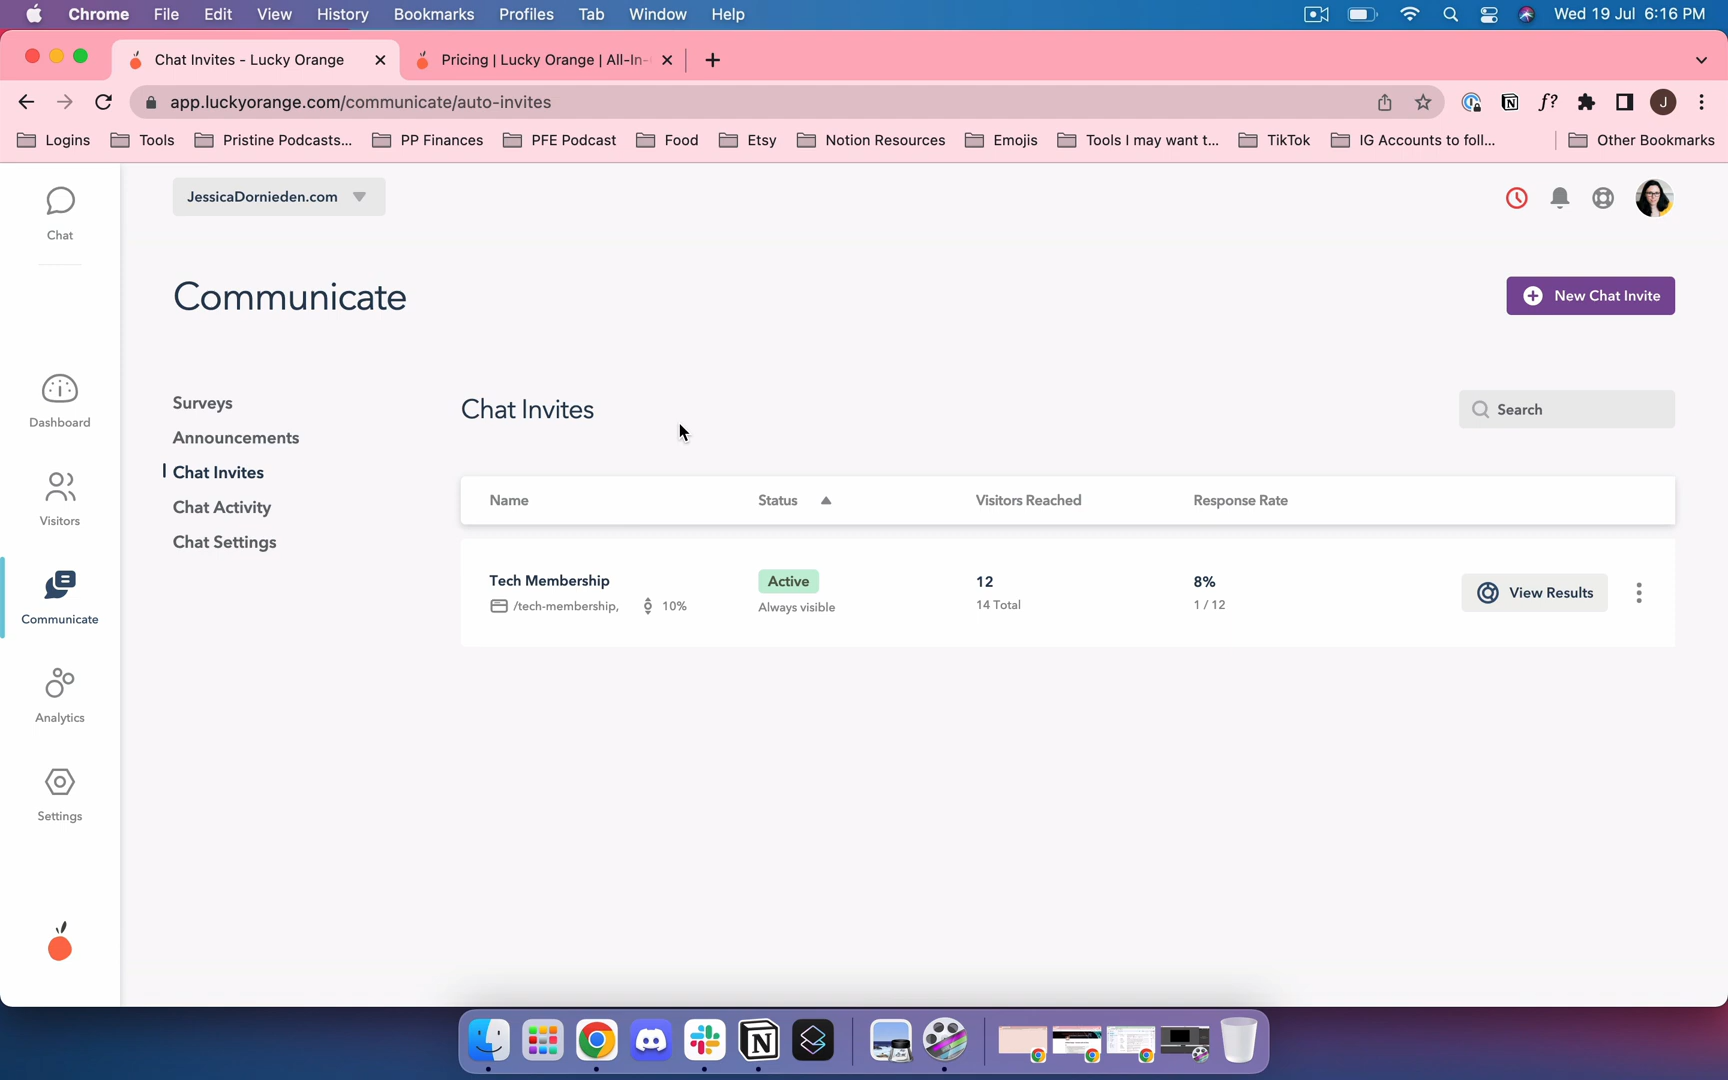 Chrome File Edit View History Bookmarks Profiles Tab Window Help Wed 19 Jul 6:16 PM
Chat Invites - Lucky Orange Pricing | Lucky Orange | All-In-
app.luckyorange.com/communicate/auto-invites J
Logins Tools Pristine Podcasts... PP Finances PFE Podcast Food Etsy Notion Resources Emojis Tools I may want t... TikTok IG Accounts to foll... Other Bookmarks
JessicaDornieden.com
Chat
Communicate
New Chat Invite
Dashboard
Visitors
Communicate
Analytics
Settings
Surveys
Announcements
Chat Invites
Chat Activity
Chat Settings
Chat Invites
Search
Name Status Visitors Reached Response Rate
Tech Membership Active 12 8% View Results
/tech-membership, 10% Always visible 14 Total 1 / 12